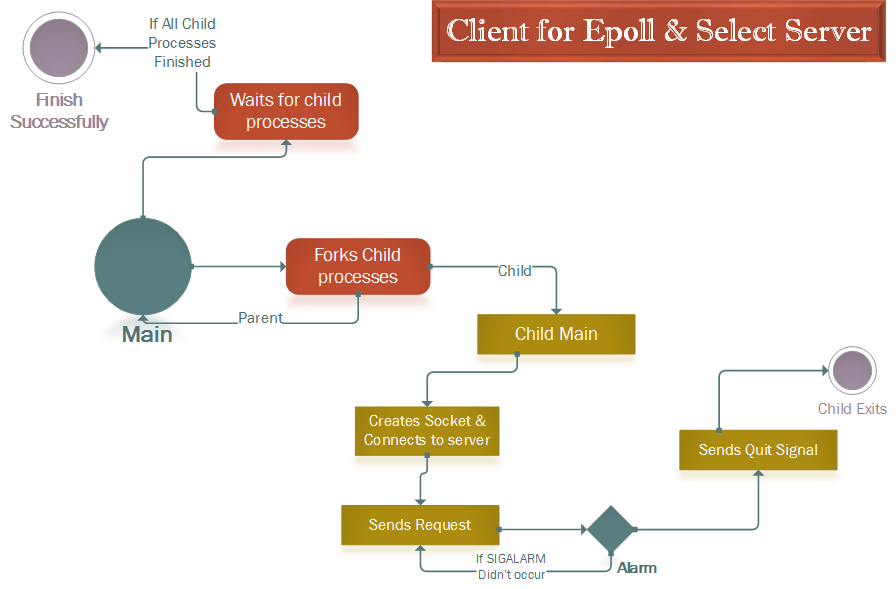 Client for Epoll & Select Server
If All Child
Processes
Finished
Finish
Successfully
Waits for child
processes
Forks Child
processes
Child
Parent
Main
Child Main
Creates Socket &
Connects to server
Child Exits
Sends Quit Signal
Sends Request
If SIGALARM
Didn't occur
Alarm